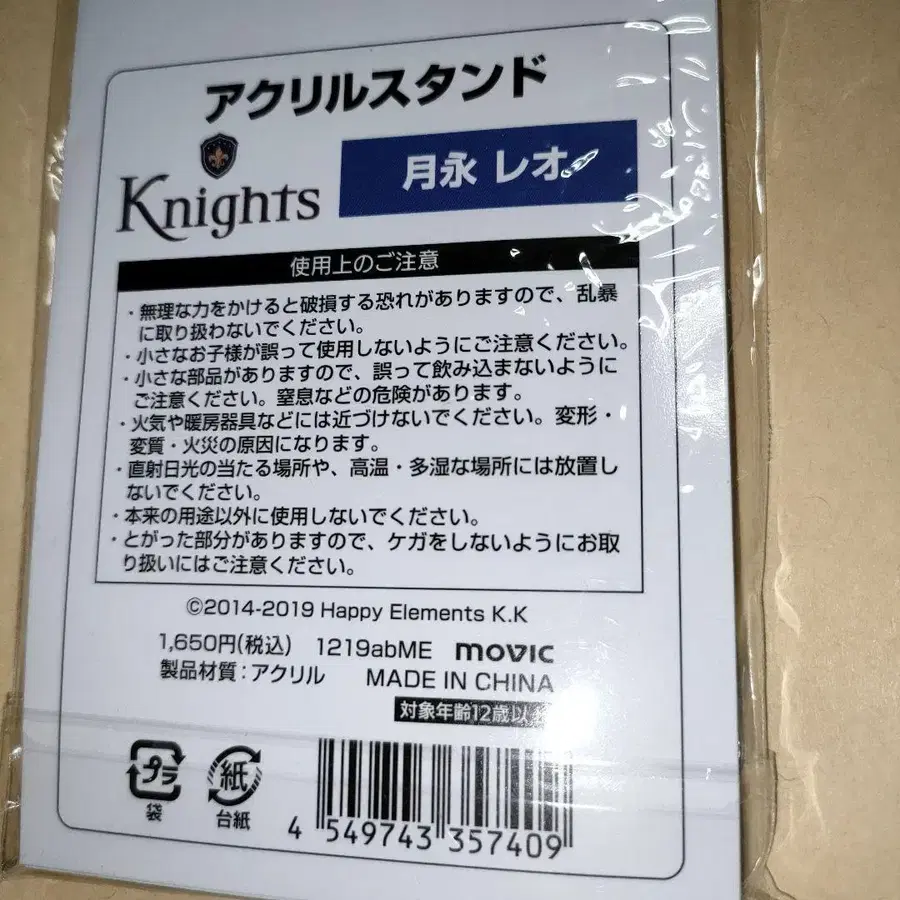 アクリルスタンド
Knights
月永 レオ
使用上のご注意
・無理な力をかけると破損する恐れがありますので、乱暴
に取り扱わないでください。
・小さなお子様が誤って使用しないようにご注意ください。
・小さな部品がありますので、誤って飲み込まないように
ご注意ください。窒息などの危険があります。
・火気や暖房器具などには近づけないでください。変形・
変質・火災の原因になります。
・直射日光の当たる場所や、高温・多湿な場所には放置し
ないでください。
・本来の用途以外に使用しないでください。
・とがった部分がありますので、ケガをしないようにお取
り扱いにはご注意ください。
©2014-2019 Happy Elements K.K
1,650円(税込) 1219abME movic
製品材質：アクリル MADE IN CHINA
対象年齢12歳以
プラ 紙
袋 台紙
4 549743 357409